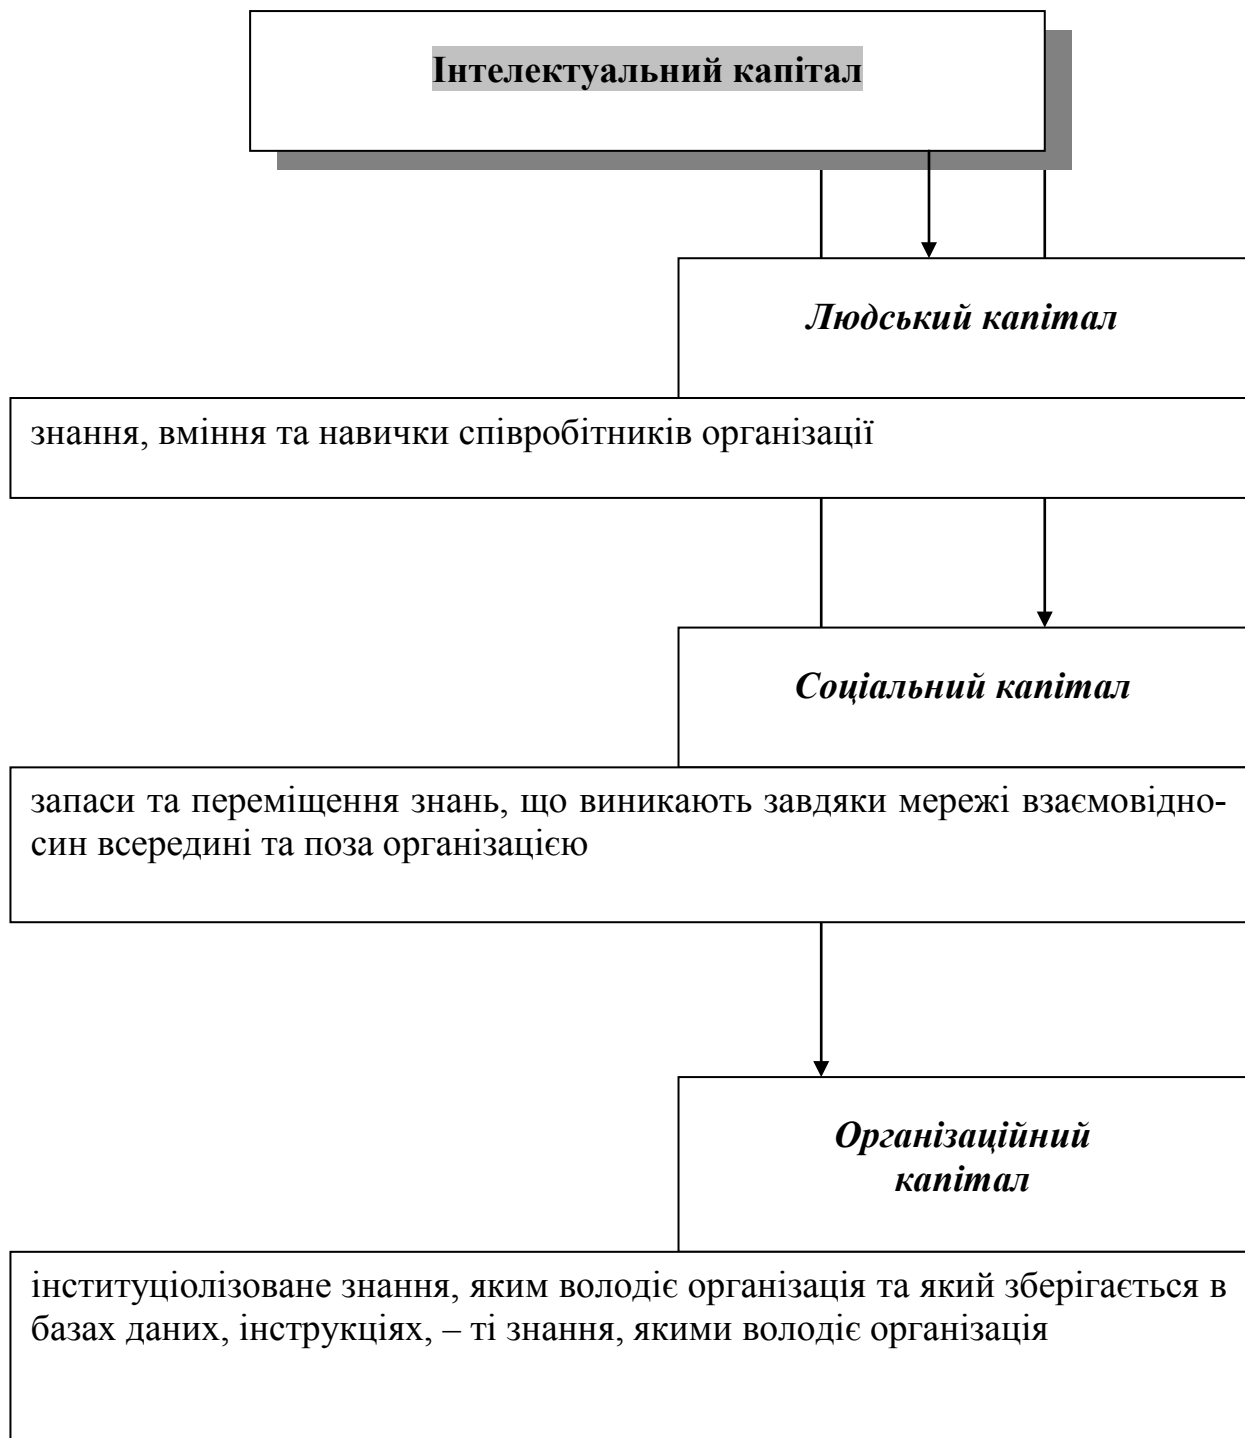 Інтелектуальний капітал
Людський капітал
знання, вміння та навички співробітників організації
Соціальний капітал
запаси та переміщення знань, що виникають завдяки мережі взаємовідно-
син всередині та поза організацією
Організаційний
капітал
інституціолізоване знання, яким володіє організація та який зберігається в
базах даних, інструкціях, – ті знання, якими володіє організація